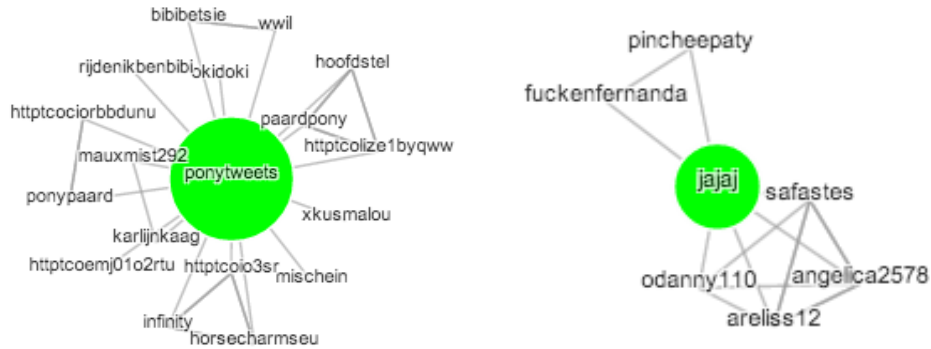 bibibetsie
wwil
rijdenikbenbibi
okidoki
hoofdstel
httptcociorbbdunu
paardpony
httptcolize1byqww
mauxmist292
ponytweets
ponypaard
xkusmalou
karlijnkaag
httptcoemj01o2rtu
httptcoio3sr
mischein
infinity
horsecharmseu
pincheepaty
fuckenfernanda
jajaj
safastes
odanny110
angelica2578
areliss12